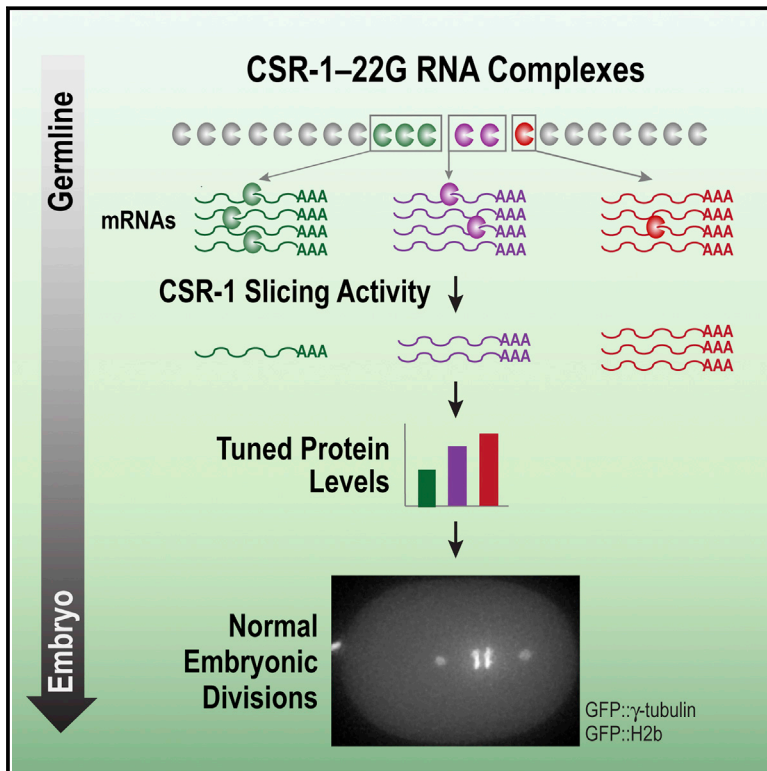 CSR-1–22G RNA Complexes
Germline
mRNAs
AAA
AAA
AAA
AAA
AAA
AAA
AAA
AAA
AAA
AAA
AAA
AAA
CSR-1 Slicing Activity
AAA
AAA
AAA
AAA
AAA
AAA
Tuned Protein
Levels
Embryo
Normal
Embryonic
Divisions
GFP::γ-tubulin
GFP::H2b